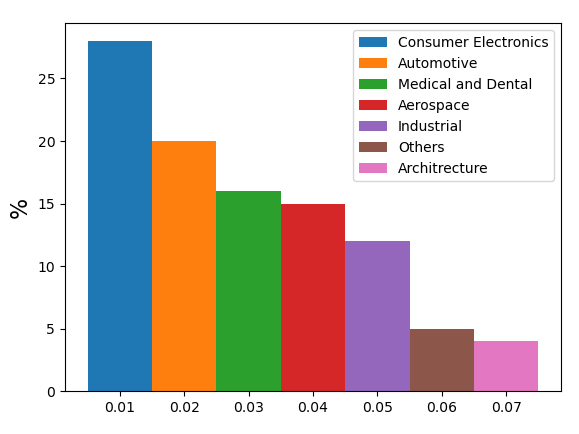 Consumer Electronics
Automotive
Medical and Dental
Aerospace
Industrial
Others
Architrecture
%
25
20
15
10
5
0
0.01 0.02 0.03 0.04 0.05 0.06 0.07